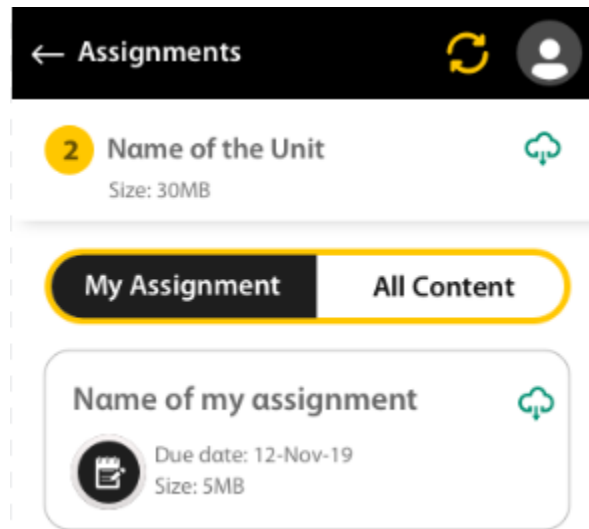 Assignments
2 Name of the Unit
Size: 30MB
My Assignment All Content
Name of my assignment
Due date: 12-Nov-19
Size: 5MB